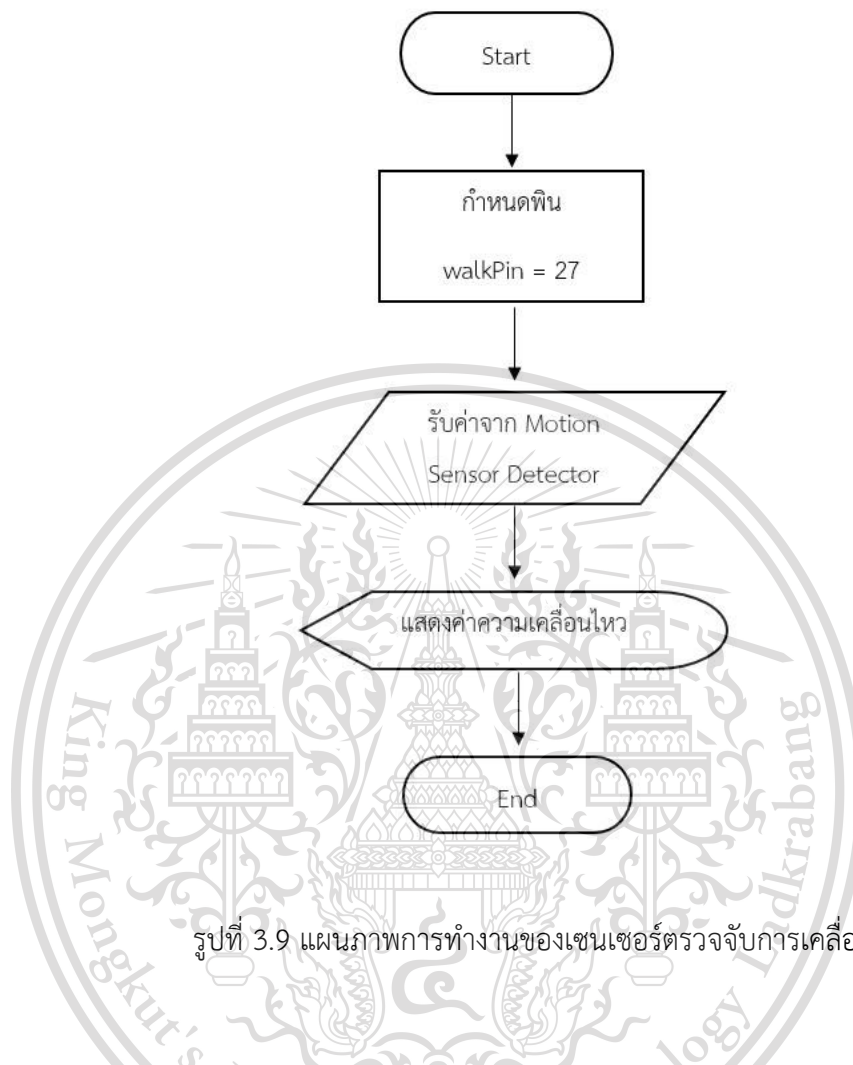 Start
กำหนดพิน
walkPin = 27
รับค่าจาก Motion
Sensor Detector
แสดงค่าความเคลื่อนไหว
End
รูปที่ 3.9 แผนภาพการทำงานของเซนเซอร์ตรวจจับการเคลื่อ
King Mongkut's
Ladkrabang